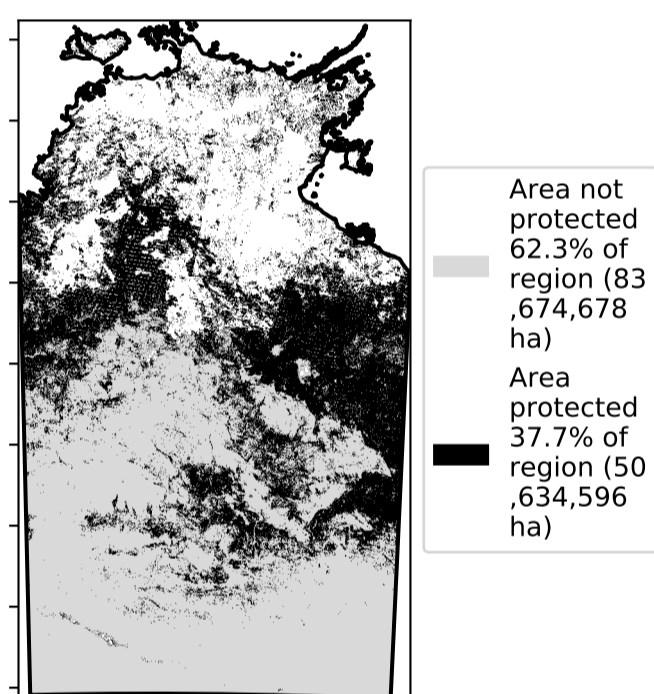 Area not
protected
62.3% of
region (83
,674,678
ha)
Area
protected
37.7% of
region (50
,634,596
ha)